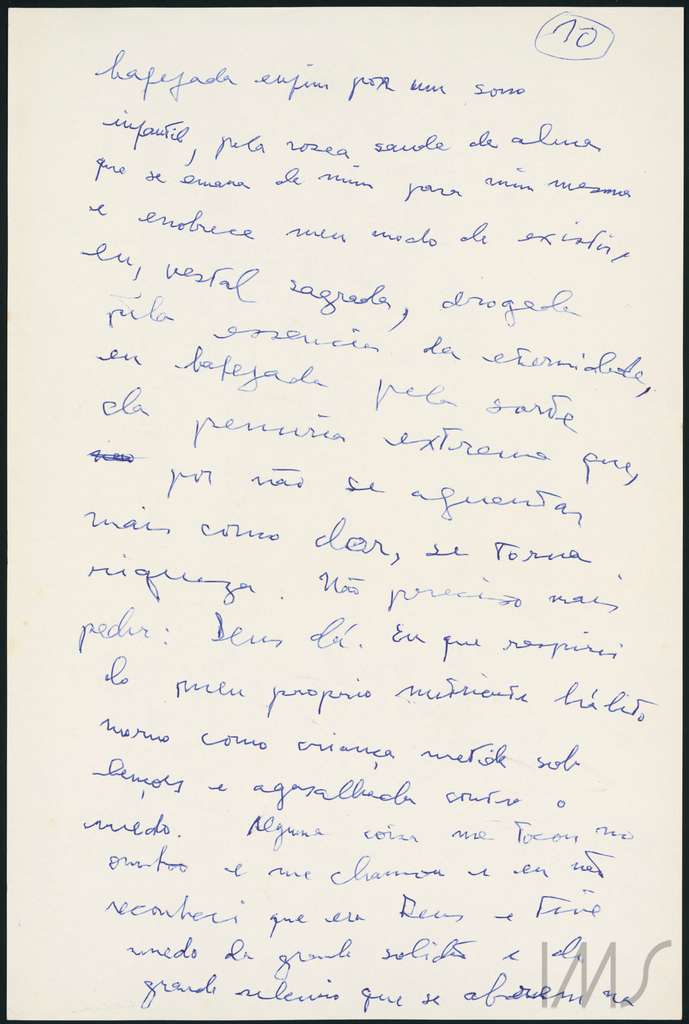 10
bafejada enfim por um sono
infantil, pela rosea saude da alma
que se emana de mim para mim mesma
e enobrece meu modo de existir,
eu, vestal sagrada, drogada
pela essencia da eternidade,
eu bafejada pela sorte
da penuria extrema que,
por não se aguentar
mais como dor, se torna
riqueza. Não preciso mais
pedir: Deus dá. Eu que respirei
do meu proprio nutriente hálito
morno como criança metida sob
lençois e agasalhada contra o
medo. Alguma coisa me tocou no
ombro e me chamou e eu não
reconheci que era Deus e tive
medo da grande solidão e do
grande silencio que se abrem na
IMS